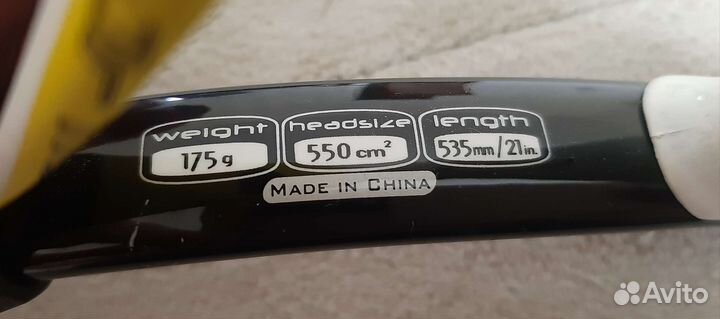 weight headsize length
175g 550 cm² 535mm/21in.
MADE IN CHINA
Avito